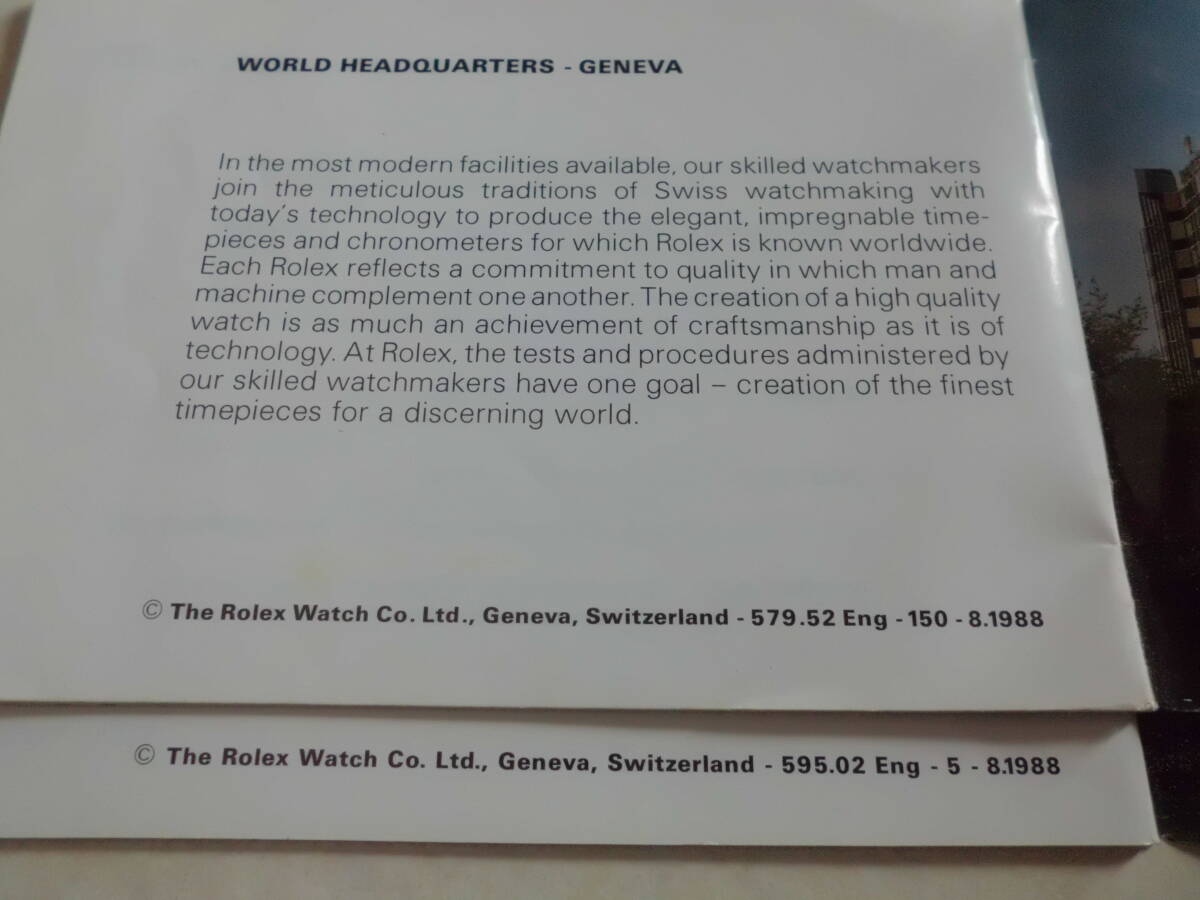 WORLD HEADQUARTERS - GENEVA
In the most modern facilities available, our skilled watchmakers
join the meticulous traditions of Swiss watchmaking with
today's technology to produce the elegant, impregnable time-
pieces and chronometers for which Rolex is known worldwide.
Each Rolex reflects a commitment to quality in which man and
machine complement one another. The creation of a high quality
watch is as much an achievement of craftsmanship as it is of
technology. At Rolex, the tests and procedures administered by
our skilled watchmakers have one goal – creation of the finest
timepieces for a discerning world.
© The Rolex Watch Co. Ltd., Geneva, Switzerland - 579.52 Eng - 150 - 8.1988
© The Rolex Watch Co. Ltd., Geneva, Switzerland - 595.02 Eng - 5 - 8.1988